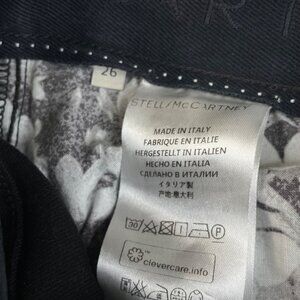 26
STELLA McCARTNEY
MADE IN ITALY
FABRIQUÉ EN ITALIE
HERGESTELLT IN ITALIEN
HECHO EN ITALIA
СДЕЛАНО В ИТАЛИИ
イタリア製
产地:意大利
30
clevercare.info